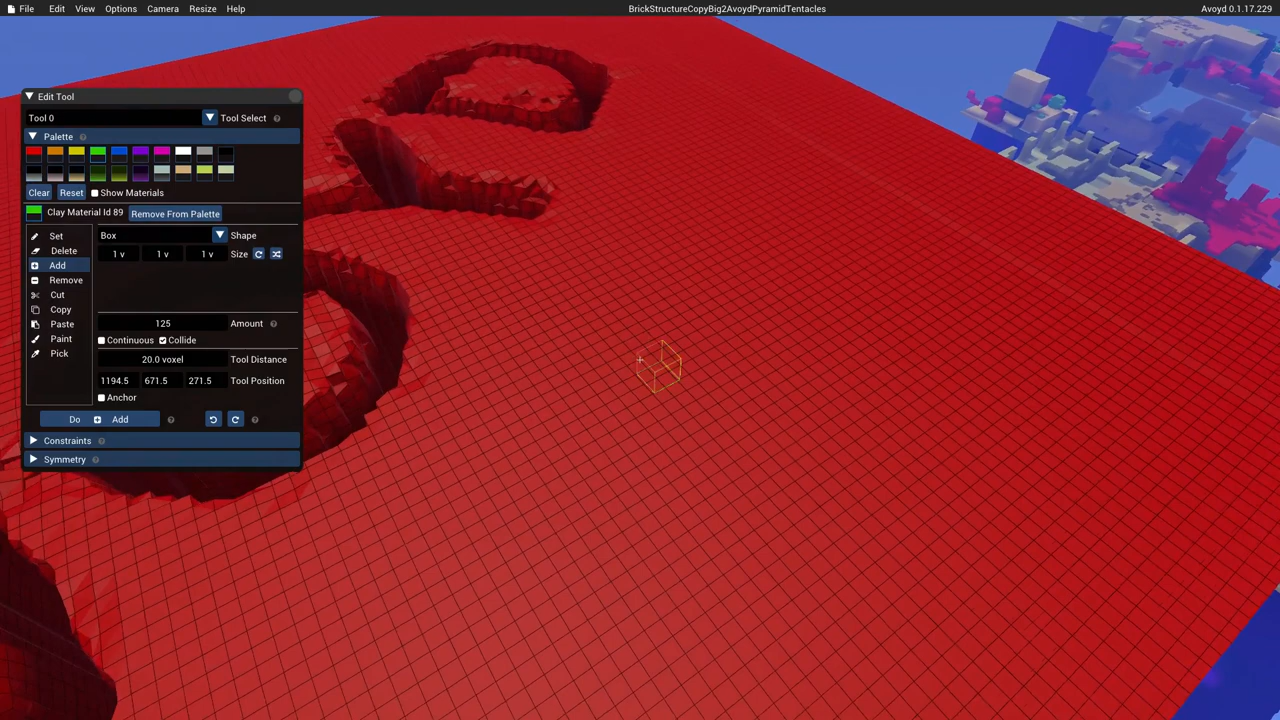 File Edit View Options Camera Resize Help BrickStructureCopyBig2AvoydPyramidTentacles Avoyd 0.1.17.229
Edit Tool
Tool 0 Tool Select ?
Palette ?
Clear Reset Show Materials
Clay Material Id 89 Remove From Palette
Set Box Shape
Delete 1 v 1 v 1 v Size
Add
Remove
Cut
Copy
Paste 125 Amount ?
Paint Continuous Collide
Pick 20.0 voxel Tool Distance
1194.5 671.5 271.5 Tool Position
Anchor
Do Add ? ?
Constraints ?
Symmetry ?